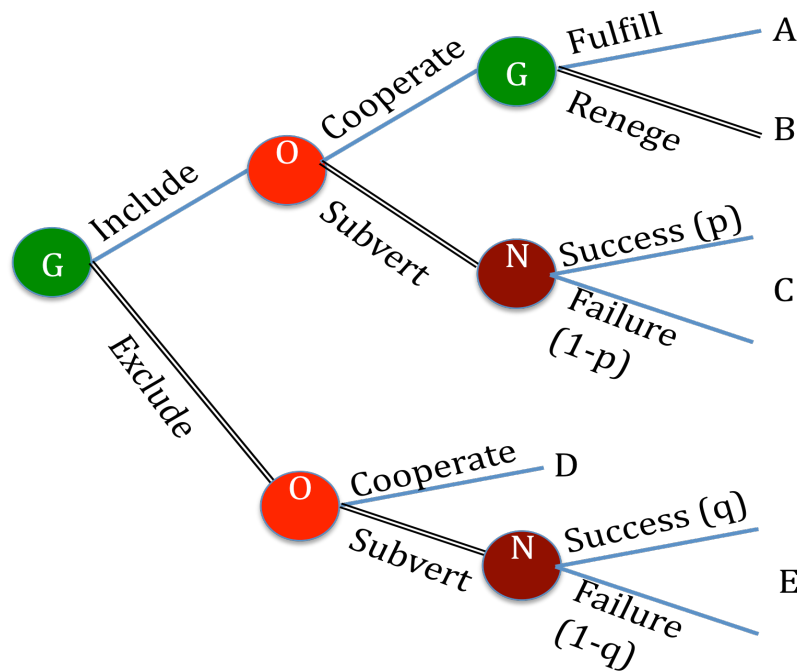 Fulfill
A
G
Cooperate
Renege
B
O
Include
Subvert
N
Success (p)
G
C
Failure
(1-p)
Exclude
Cooperate
D
O
Success (q)
Subvert
N
E
Failure
(1-q)